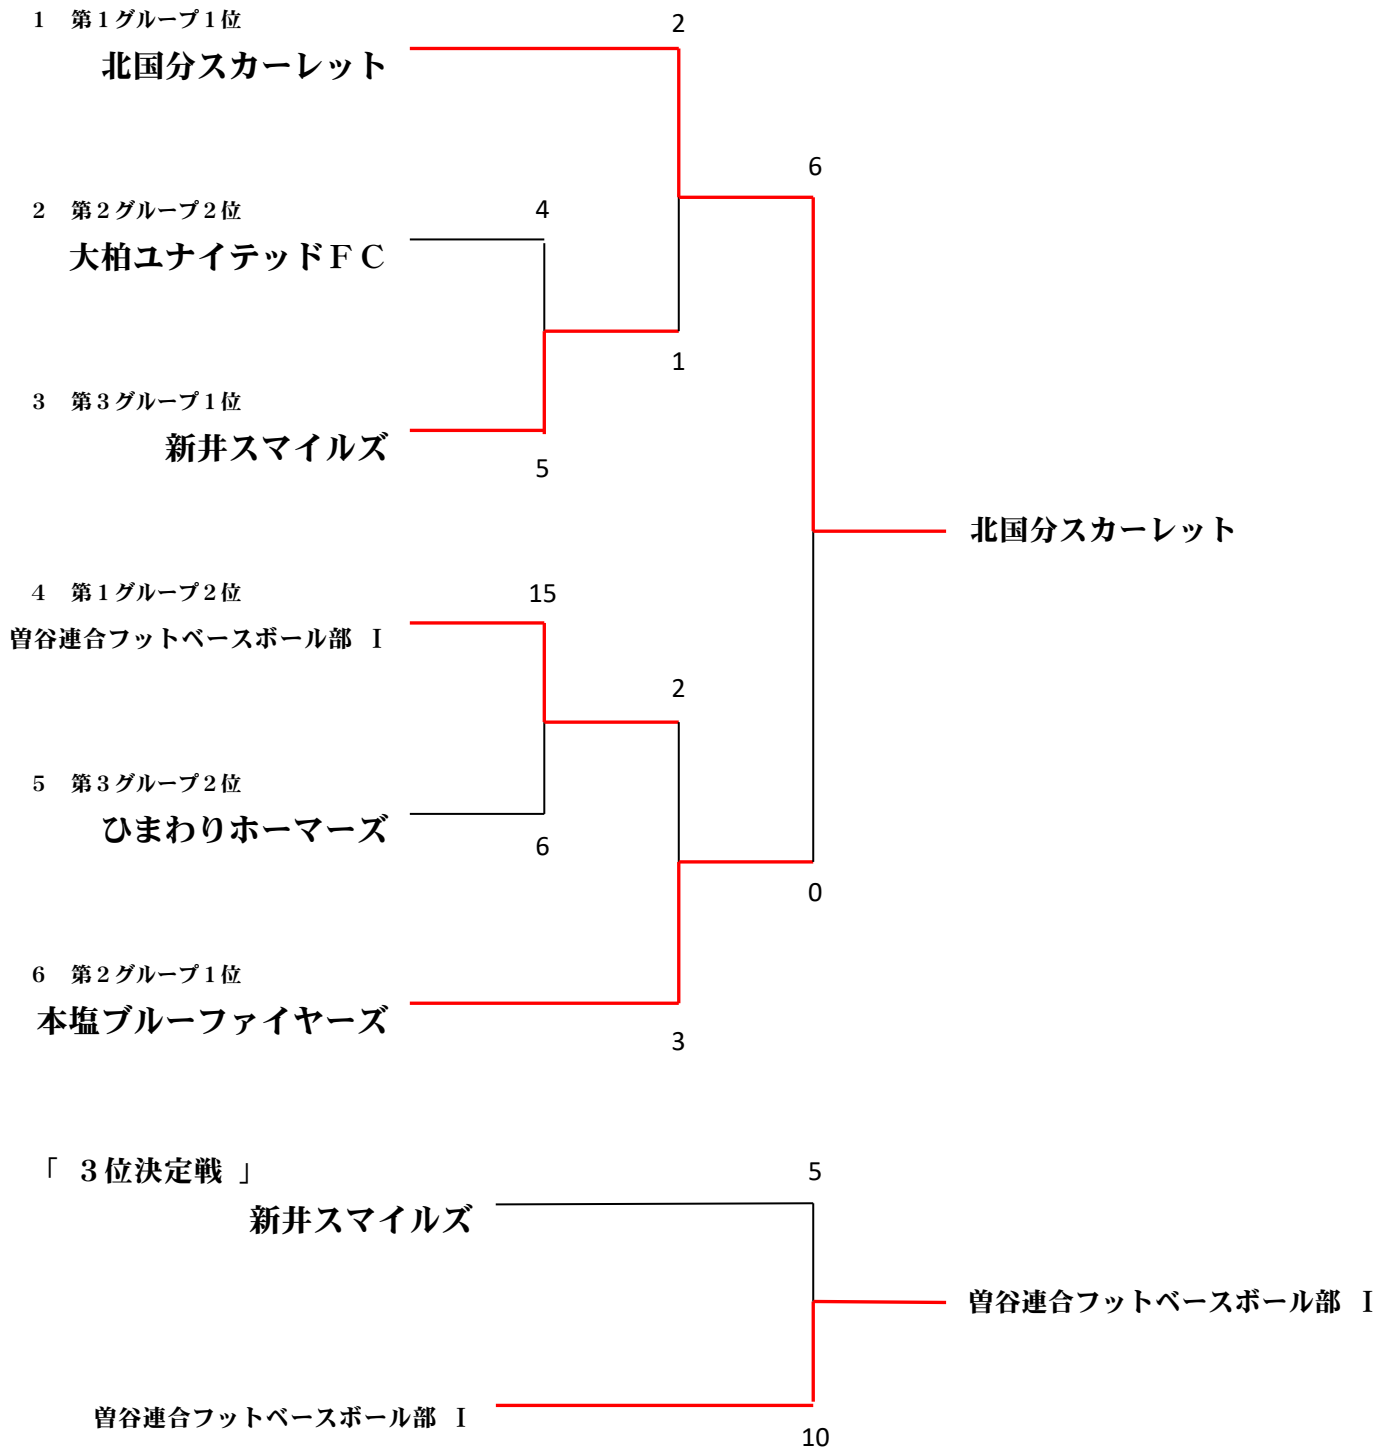 1 第1グループ1位
2
北国分スカーレット
6
2 第2グループ2位
4
大柏ユナイテッドＦＣ
1
3 第3グループ1位
新井スマイルズ
5
北国分スカーレット
4 第1グループ2位
15
曽谷連合フットベースボール部 Ⅰ
2
5 第3グループ2位
ひまわりホーマーズ
6
0
6 第2グループ1位
本塩ブルーファイヤーズ
3
「 ３位決定戦 」
5
新井スマイルズ
曽谷連合フットベースボール部 Ⅰ
曽谷連合フットベースボール部 Ⅰ
10